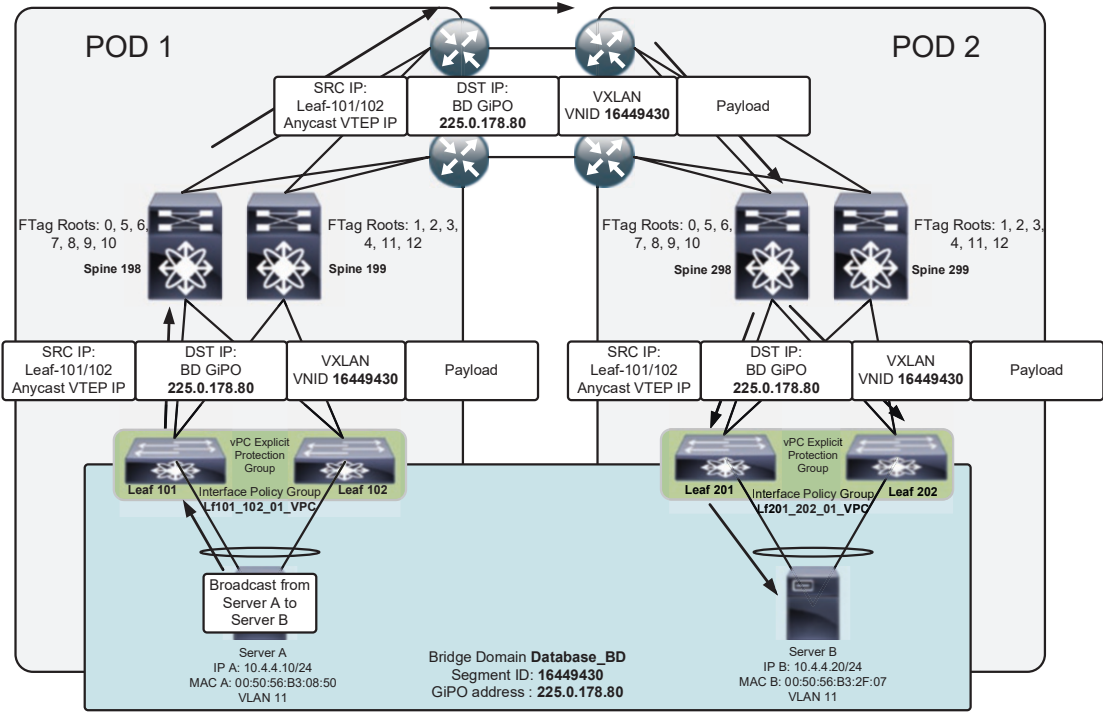 POD 1
POD 2
SRC IP:
Leaf-101/102
Anycast VTEP IP
DST IP:
BD GiPO
225.0.178.80
VXLAN
VNID 16449430
Payload
FTag Roots: 0, 5, 6,
7, 8, 9, 10
Spine 198
FTag Roots: 1, 2, 3,
4, 11, 12
Spine 199
FTag Roots: 0, 5, 6,
7, 8, 9, 10
Spine 298
FTag Roots: 1, 2, 3,
4, 11, 12
Spine 299
SRC IP:
Leaf-101/102
Anycast VTEP IP
DST IP:
BD GiPO
225.0.178.80
VXLAN
VNID 16449430
Payload
SRC IP:
Leaf-101/102
Anycast VTEP IP
DST IP:
BD GiPO
225.0.178.80
VXLAN
VNID 16449430
Payload
vPC Explicit
Protection
Group
Leaf 101
Leaf 102
Interface Policy Group
Lf101_102_01_VPC
vPC Explicit
Protection
Group
Leaf 201
Leaf 202
Interface Policy Group
Lf201_202_01_VPC
Broadcast from
Server A to
Server B
Server A
IP A: 10.4.4.10/24
MAC A: 00:50:56:B3:08:50
VLAN 11
Bridge Domain Database_BD
Segment ID: 16449430
GiPO address : 225.0.178.80
Server B
IP B: 10.4.4.20/24
MAC B: 00:50:56:B3:2F:07
VLAN 11